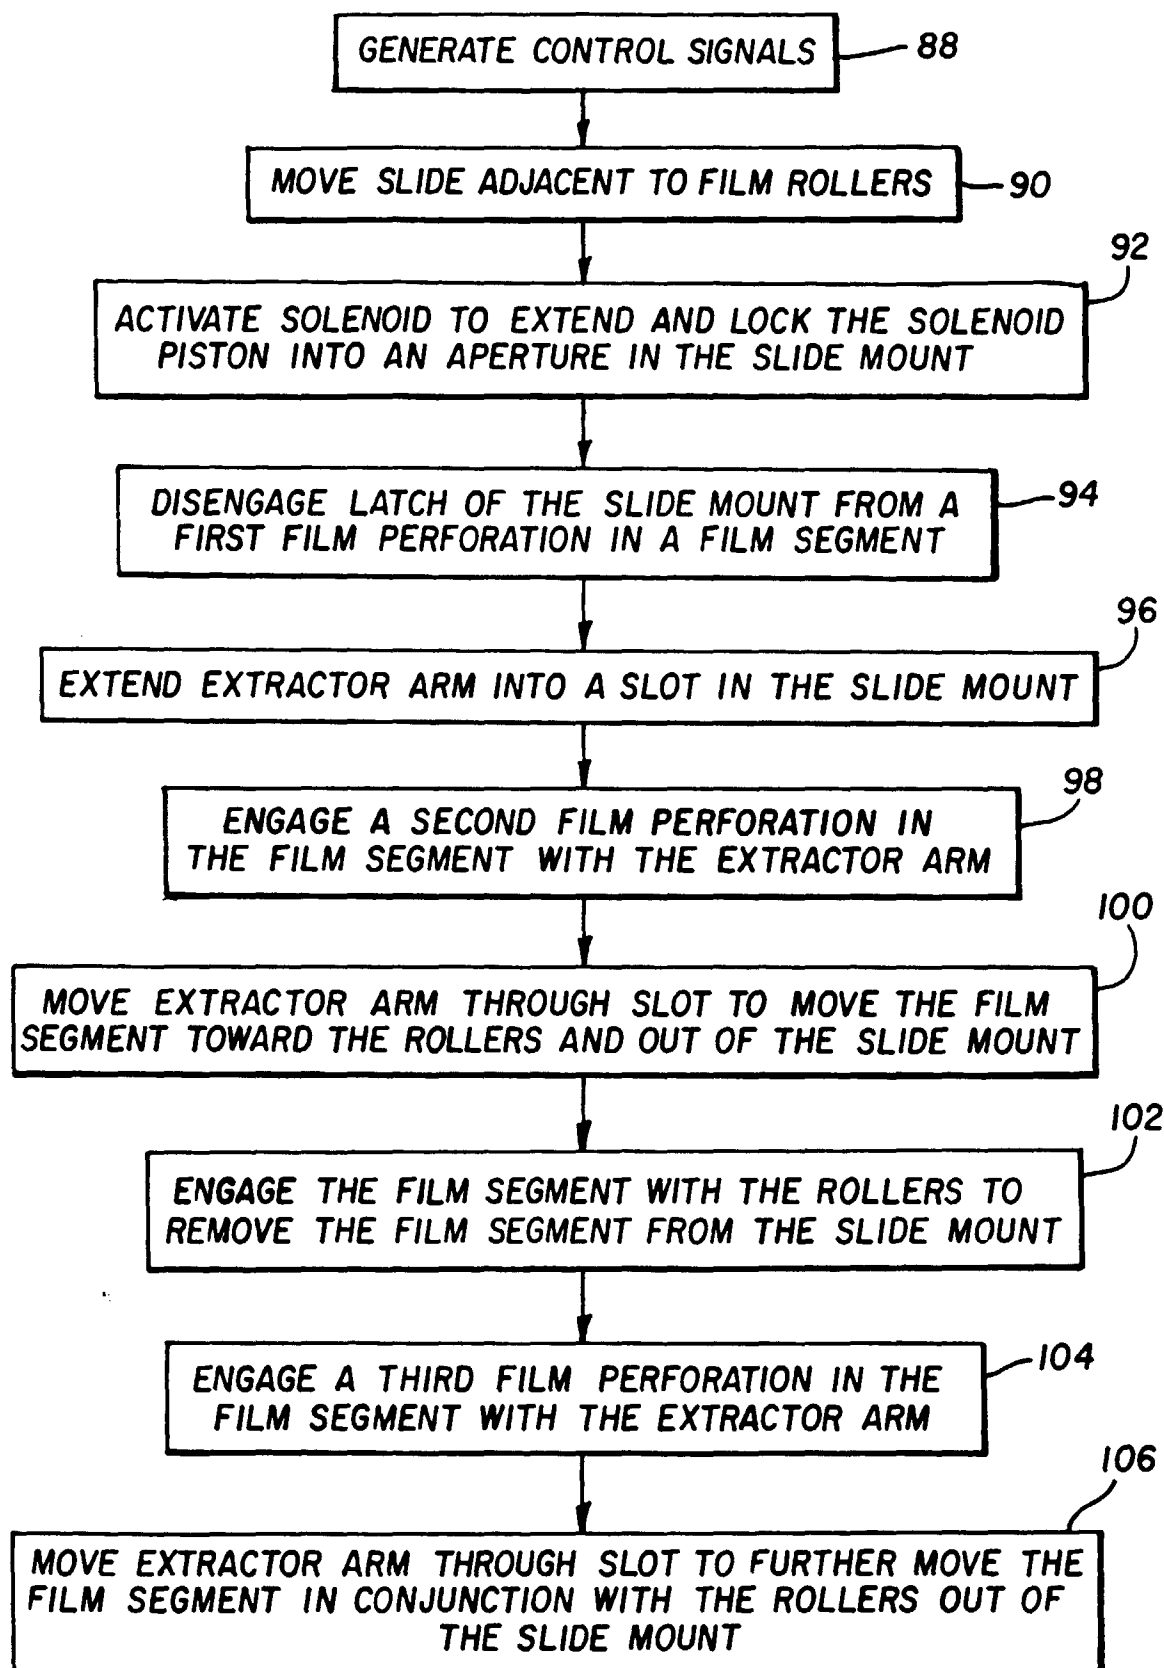 GENERATE CONTROL SIGNALS
88
MOVE SLIDE ADJACENT TO FILM ROLLERS
90
92
ACTIVATE SOLENOID TO EXTEND AND LOCK THE SOLENOID
PISTON INTO AN APERTURE IN THE SLIDE MOUNT
DISENGAGE LATCH OF THE SLIDE MOUNT FROM A
FIRST FILM PERFORATION IN A FILM SEGMENT
94
96
EXTEND EXTRACTOR ARM INTO A SLOT IN THE SLIDE MOUNT
98
ENGAGE A SECOND FILM PERFORATION IN
THE FILM SEGMENT WITH THE EXTRACTOR ARM
100
MOVE EXTRACTOR ARM THROUGH SLOT TO MOVE THE FILM
SEGMENT TOWARD THE ROLLERS AND OUT OF THE SLIDE MOUNT
102
ENGAGE THE FILM SEGMENT WITH THE ROLLERS TO
REMOVE THE FILM SEGMENT FROM THE SLIDE MOUNT
104
ENGAGE A THIRD FILM PERFORATION IN THE
FILM SEGMENT WITH THE EXTRACTOR ARM
106
MOVE EXTRACTOR ARM THROUGH SLOT TO FURTHER MOVE THE
FILM SEGMENT IN CONJUNCTION WITH THE ROLLERS OUT OF
THE SLIDE MOUNT